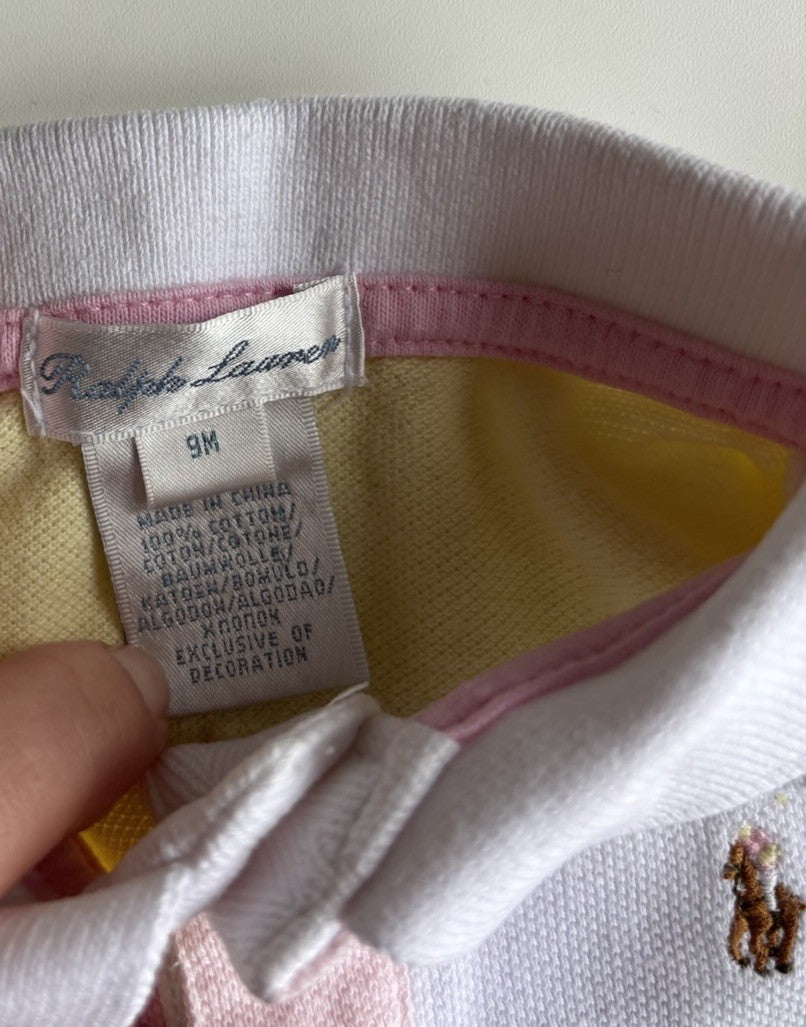 Ralph Lauren
9M
MADE IN CHINA
100% COTTON/
COTON/COTONE/
BAUMWOLLE/
KATOEN/BOMULD/
ALGODON/ALGODAO/
ХЛОПОК
EXCLUSIVE OF
DECORATION